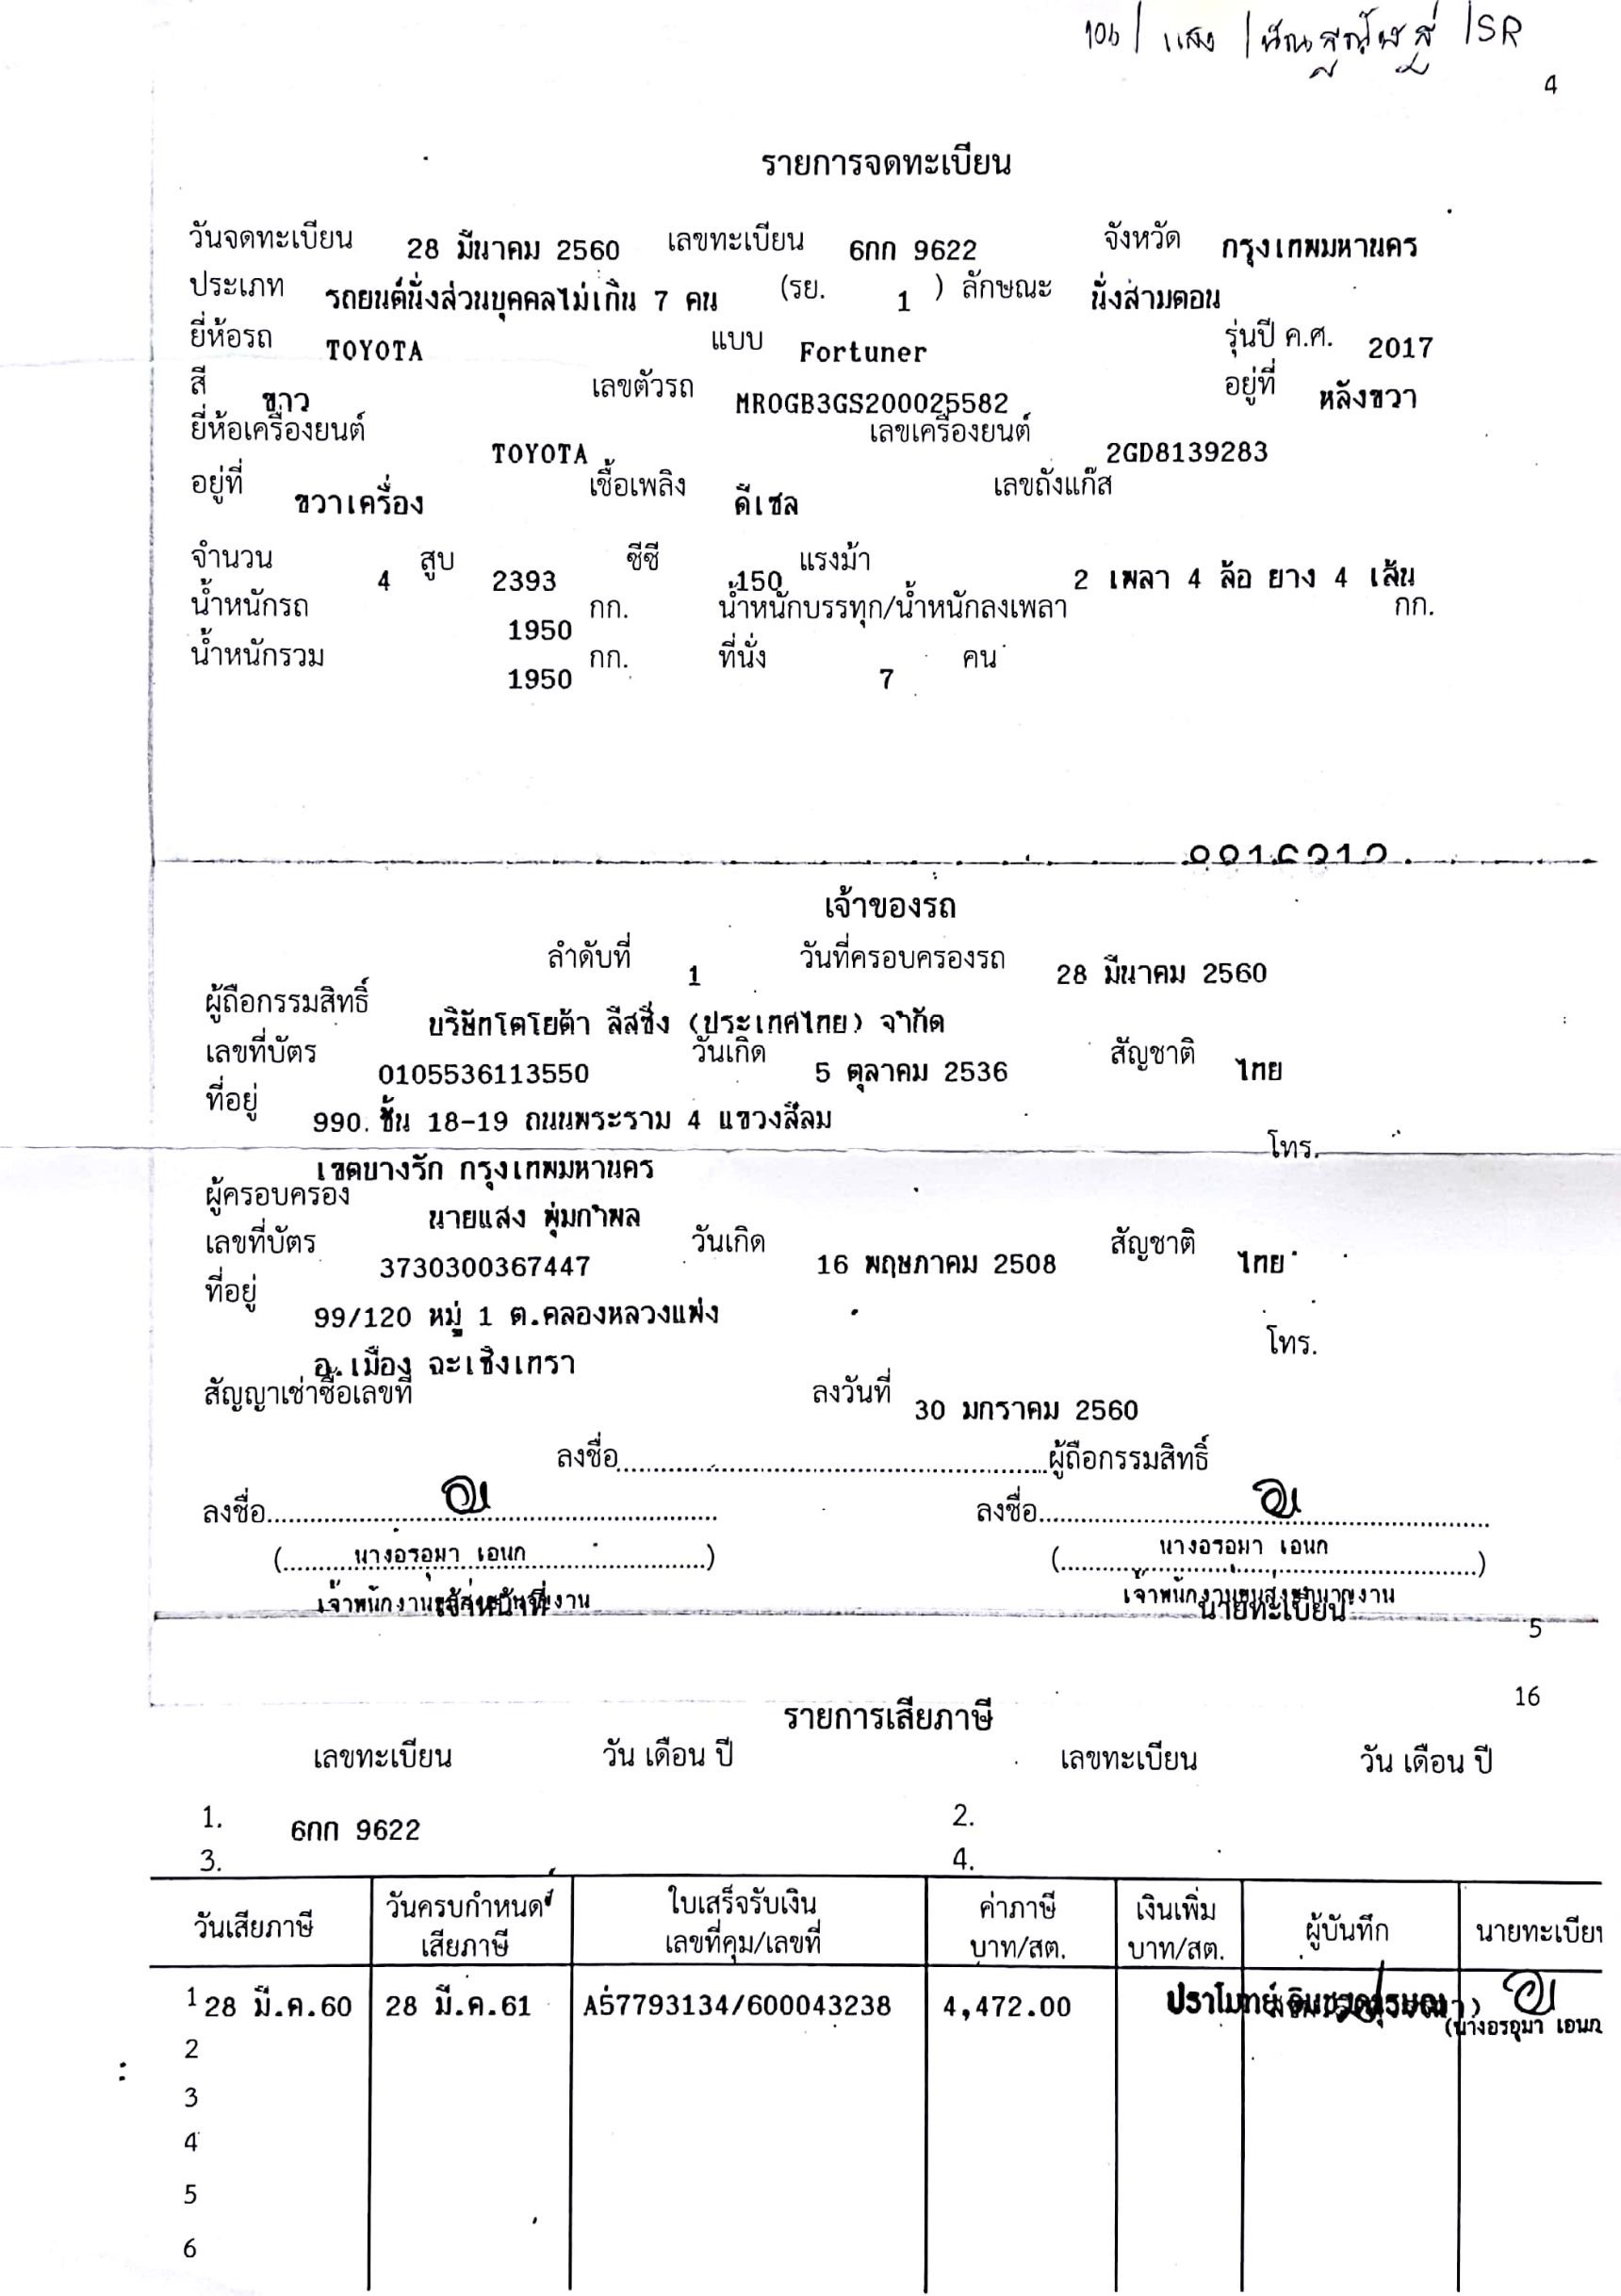 106 | แสง | | SR
4
รายการจดทะเบียน
วันจดทะเบียน 28 มีนาคม 2560 เลขทะเบียน 6กก 9622 จังหวัด กรุงเทพมหานคร
ประเภท รถยนต์นั่งส่วนบุคคลไม่เกิน 7 คน (รย. 1 ) ลักษณะ นั่งสามตอน
ยี่ห้อรถ TOYOTA แบบ Fortuner รุ่นปี ค.ศ. 2017
สี ขาว เลขตัวรถ MR0GB3GS200025582 อยู่ที่ หลังขวา
ยี่ห้อเครื่องยนต์ TOYOTA เลขเครื่องยนต์ 2GD8139283
อยู่ที่ ขวาเครื่อง เชื้อเพลิง ดีเซล เลขถังแก๊ส
จำนวน 4 สูบ 2393 ซีซี 150 แรงม้า 2 เพลา 4 ล้อ ยาง 4 เส้น
น้ำหนักรถ 1950 กก. น้ำหนักบรรทุก/น้ำหนักลงเพลา กก.
น้ำหนักรวม 1950 กก. ที่นั่ง 7 คน
เจ้าของรถ
ลำดับที่ 1 วันที่ครอบครองรถ 28 มีนาคม 2560
ผู้ถือกรรมสิทธิ์ บริษัทโตโยต้า ลีสซิ่ง (ประเทศไทย) จำกัด
เลขที่บัตร 0105536113550 วันเกิด 5 ตุลาคม 2536 สัญชาติ ไทย
ที่อยู่ 990 ชั้น 18-19 ถนนพระราม 4 แขวงสีลม
เขตบางรัก กรุงเทพมหานคร โทร.
ผู้ครอบครอง นายแสง พุ่มกำพล
เลขที่บัตร 3730300367447 วันเกิด 16 พฤษภาคม 2508 สัญชาติ ไทย
ที่อยู่ 99/120 หมู่ 1 ต.คลองหลวงแพ่ง
อ.เมือง ฉะเชิงเทรา โทร.
สัญญาเช่าซื้อเลขที่ ลงวันที่ 30 มกราคม 2560
ลงชื่อ ผู้ถือกรรมสิทธิ์
ลงชื่อ ลงชื่อ
(นางอรอุมา เอนก) (นางอรอุมา เอนก)
เจ้าหน้าที่ เจ้าพนักงานขนส่งชำนาญงาน
นายทะเบียน
5
16
รายการเสียภาษี
เลขทะเบียน วัน เดือน ปี เลขทะเบียน วัน เดือน ปี
1. 6กก 9622 2.
3. 4.
วันเสียภาษี วันครบกำหนดเสียภาษี ใบเสร็จรับเงิน เลขที่คุม/เลขที่ ค่าภาษี บาท/สต. เงินเพิ่ม บาท/สต. ผู้บันทึก นายทะเบีย
1 28 มี.ค.60 28 มี.ค.61 A57793134/600043238 4,472.00 ปราโมทย์
(นางอรอุมา เอนก
2
3
4
5
6